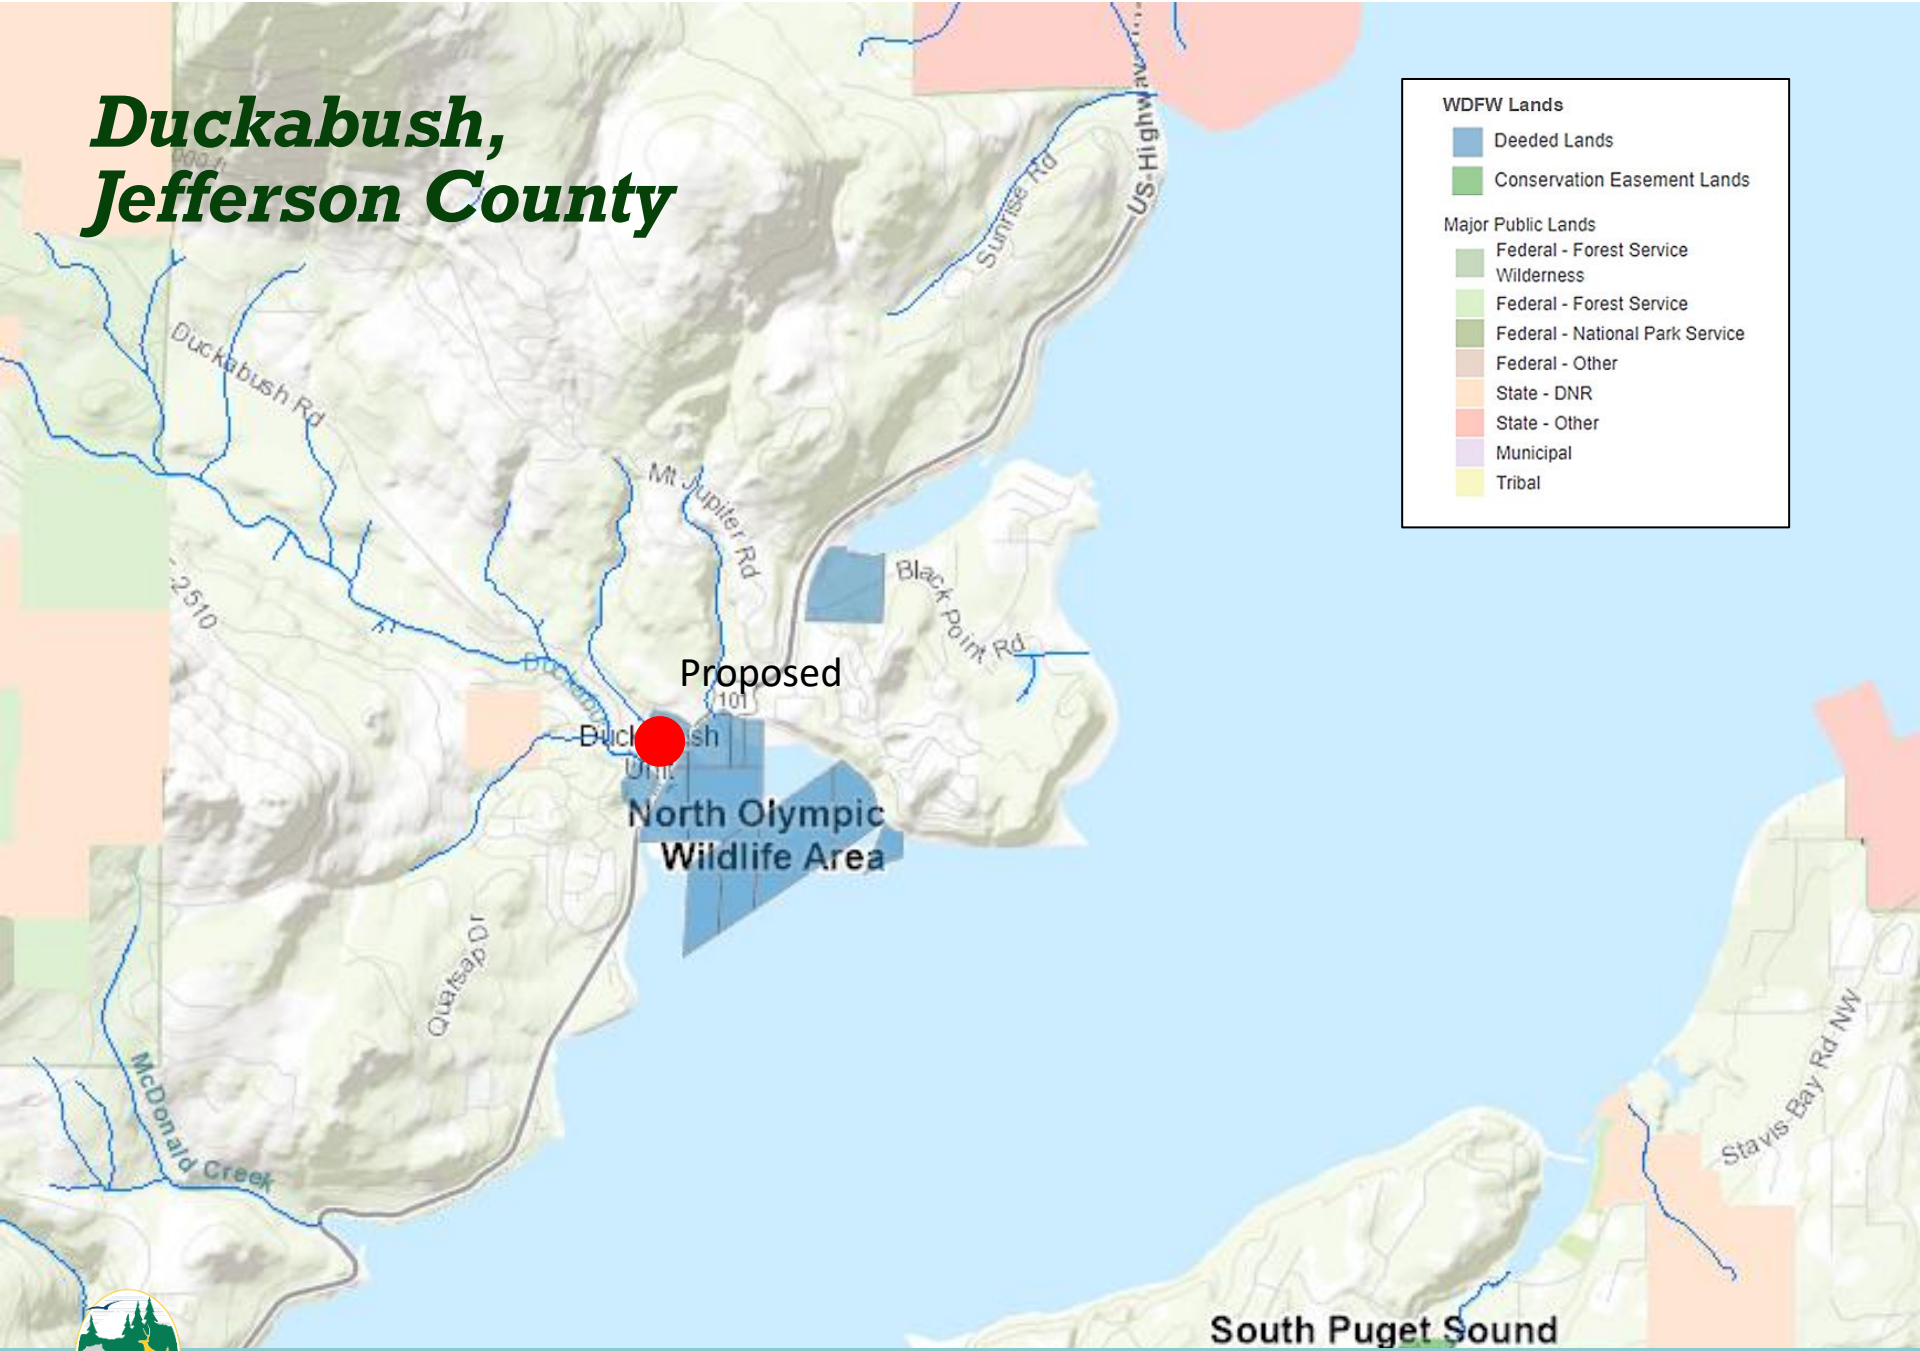 Duckabush,
Jefferson County
WDFW Lands
Deeded Lands
Conservation Easement Lands
Major Public Lands
Federal - Forest Service
Wilderness
Federal - Forest Service
Federal - National Park Service
Federal - Other
State - DNR
State - Other
Municipal
Tribal
US Highway
Sunrise Rd
Duckabush Rd
Mt Jupiter Rd
2510
Black Point Rd
Proposed
101
Unit
North Olympic
Wildlife Area
Quatsap Dr
McDonald Creek
Stavis Bay Rd NW
South Puget Sound